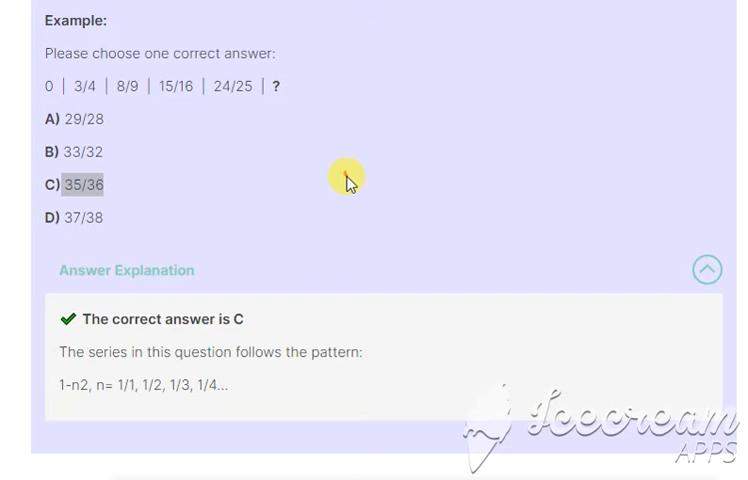 Example:
Please choose one correct answer:
0 | 3/4 | 8/9 | 15/16 | 24/25 | ?
A) 29/28
B) 33/32
C) 35/36
D) 37/38
Answer Explanation
The correct answer is C
The series in this question follows the pattern:
1-n2, n= 1/1, 1/2, 1/3, 1/4...
Icecream
APPS